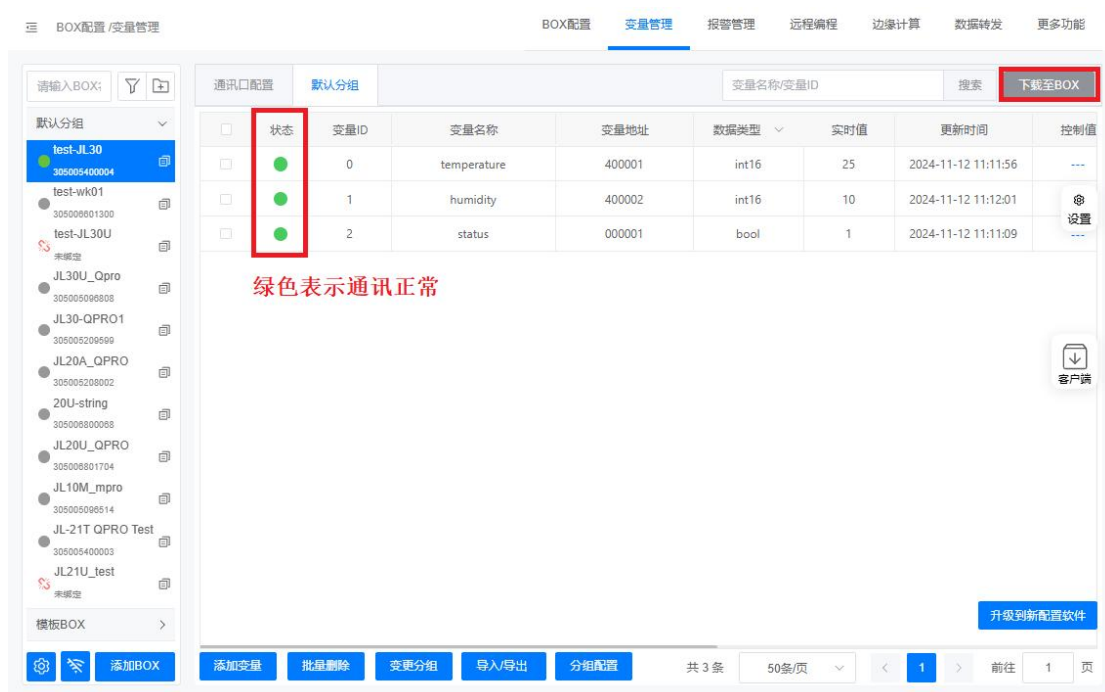 BOX配置 /变量管理
BOX配置 变量管理 报警管理 远程编程 边缘计算 数据转发 更多功能
请输入BOX
默认分组
test-JL30
305005400004
test-wk01
305006601300
test-JL30U
未绑定
JL30U_Qpro
305005096808
JL30-QPRO1
305005209599
JL20A_QPRO
305005208002
20U-string
305006800068
JL20U_QPRO
305006801704
JL10M_mpro
305005096514
JL-21T QPRO Test
305005400003
JL21U_test
未绑定
模板BOX
添加BOX
通讯口配置 默认分组 变量名称/变量ID 搜索 下载至BOX
状态 变量ID 变量名称 变量地址 数据类型 实时值 更新时间 控制值
0 temperature 400001 int16 25 2024-11-12 11:11:56 ---
1 humidity 400002 int16 10 2024-11-12 11:12:01
2 status 000001 bool 1 2024-11-12 11:11:09 ---
设置
绿色表示通讯正常
客户端
升级到新配置软件
添加变量 批量删除 变更分组 导入/导出 分组配置 共 3 条 50条/页 1 前往 1 页